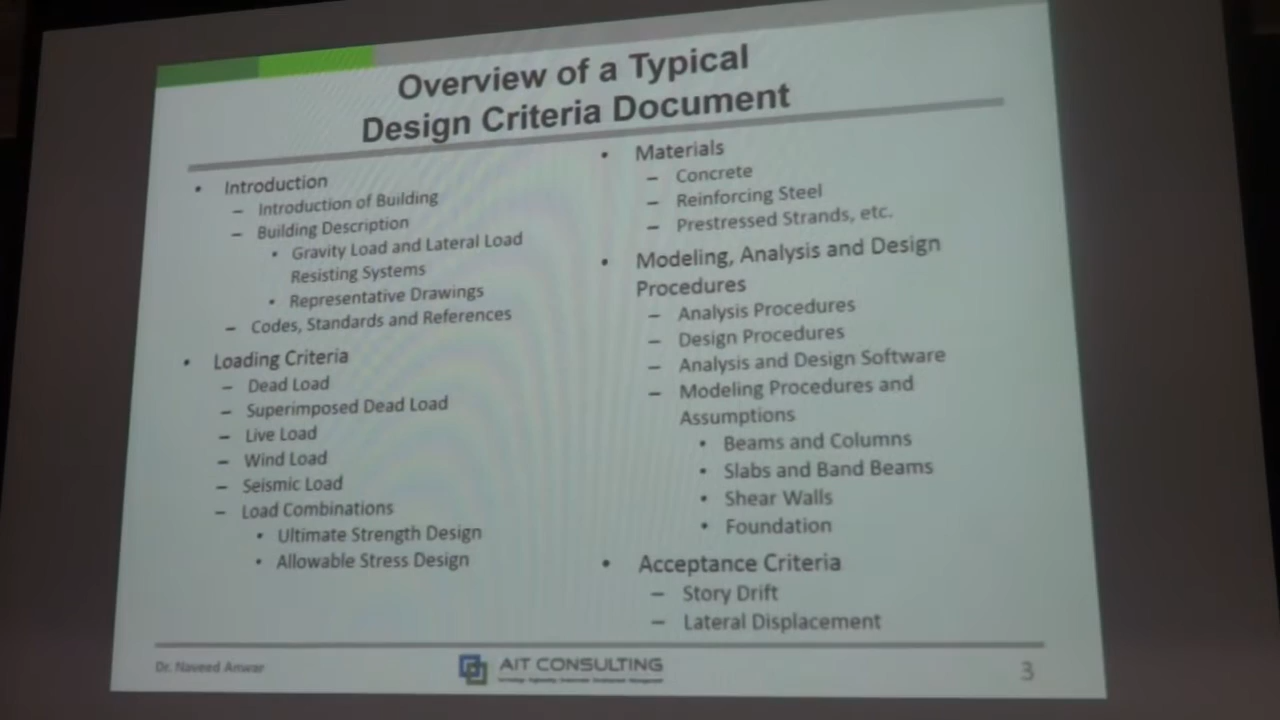 Overview of a Typical
Design Criteria Document
• Introduction
– Introduction of Building
– Building Description
• Gravity Load and Lateral Load
Resisting Systems
• Representative Drawings
– Codes, Standards and References
• Loading Criteria
– Dead Load
– Superimposed Dead Load
– Live Load
– Wind Load
– Seismic Load
– Load Combinations
• Ultimate Strength Design
• Allowable Stress Design
• Materials
– Concrete
– Reinforcing Steel
– Prestressed Strands, etc.
• Modeling, Analysis and Design
Procedures
– Analysis Procedures
– Design Procedures
– Analysis and Design Software
– Modeling Procedures and
Assumptions
• Beams and Columns
• Slabs and Band Beams
• Shear Walls
• Foundation
• Acceptance Criteria
– Story Drift
– Lateral Displacement
Dr. Naveed Anwar
AIT CONSULTING
3